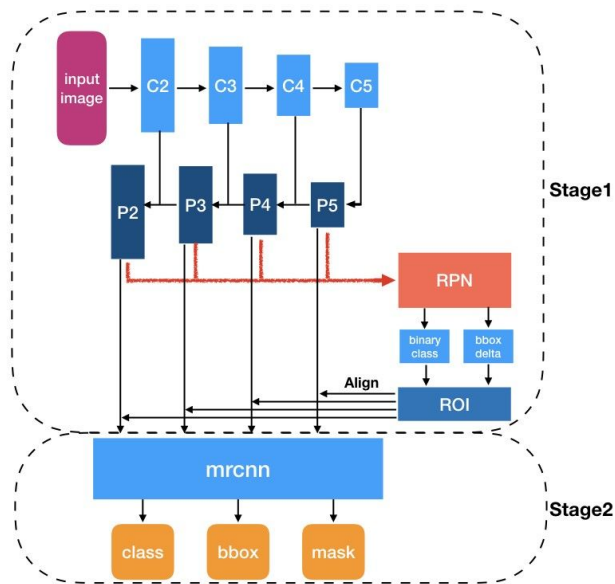 input
image
C2
C3
C4
C5
P2
P3
P4
P5
Stage1
RPN
binary
class
bbox
delta
Align
ROI
mrcnn
Stage2
class
bbox
mask